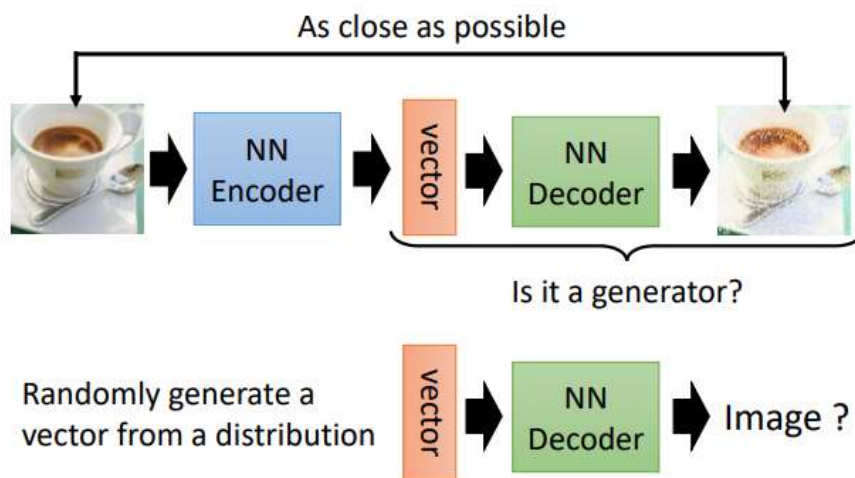 As close as possible
NN
Encoder
vector
NN
Decoder
Is it a generator?
Randomly generate a
vector from a distribution
vector
NN
Decoder
Image ?